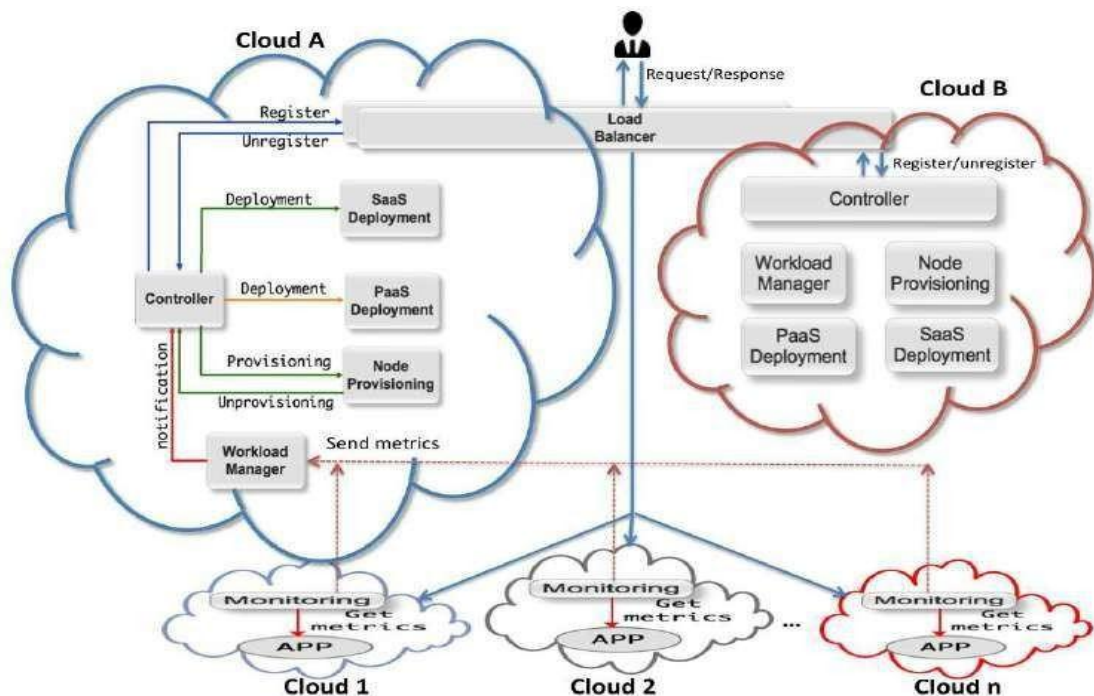 Cloud A
Request/Response
Cloud B
Register
Load
Balancer
Unregister
Register/unregister
Controller
Deployment
SaaS
Deployment
Workload
Manager
Node
Provisioning
Controller
Deployment
PaaS
Deployment
PaaS
Deployment
SaaS
Deployment
Provisioning
Node
Provisioning
Unprovisioning
notification
Send metrics
Workload
Manager
Monitoring
Get
metrics
APP
Cloud 1
Monitoring
Get
metrics
APP
Cloud 2
...
Monitoring
Get
metrics
APP
Cloud n